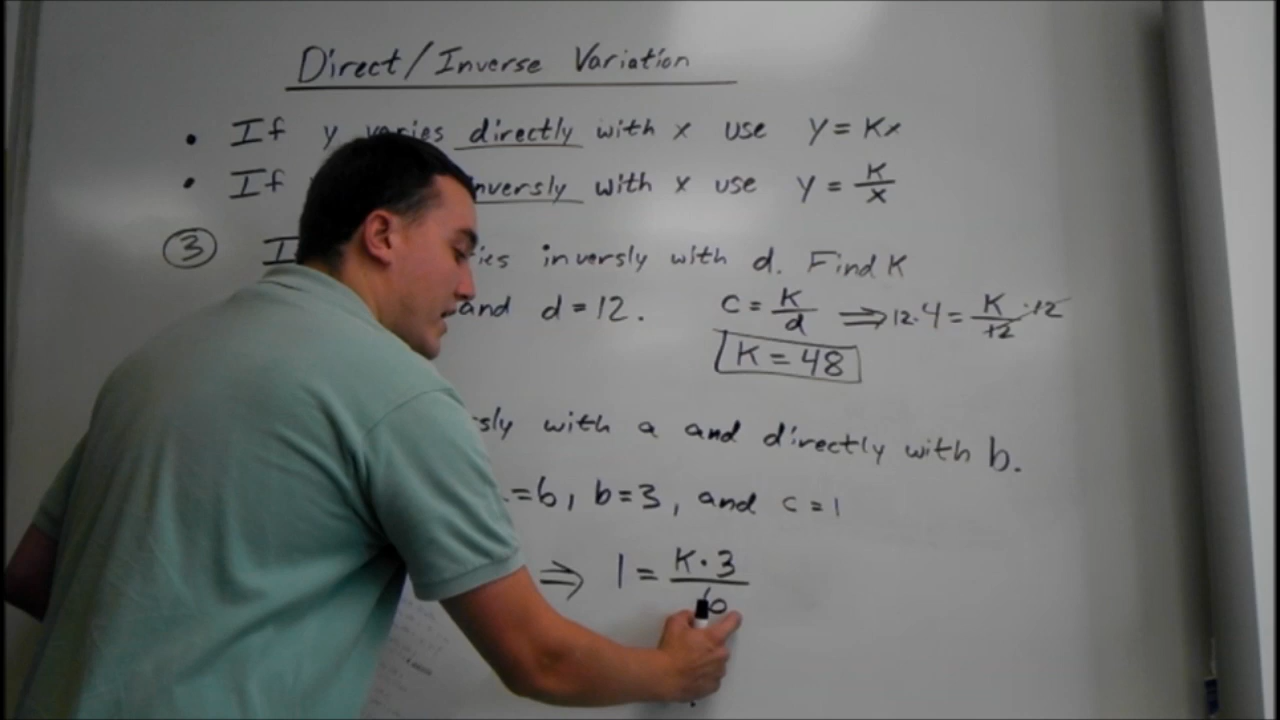 Direct/Inverse Variation
• If y varies directly with x use y = Kx
• If nversly with x use y = K/x
③ I ies inversly with d. Find K
and d = 12. c = K/d ⟹ 12·4 = K/12 ·12
K = 48
sly with a and directly with b.
=6, b=3, and c=1
⟹ 1 = K·3/6